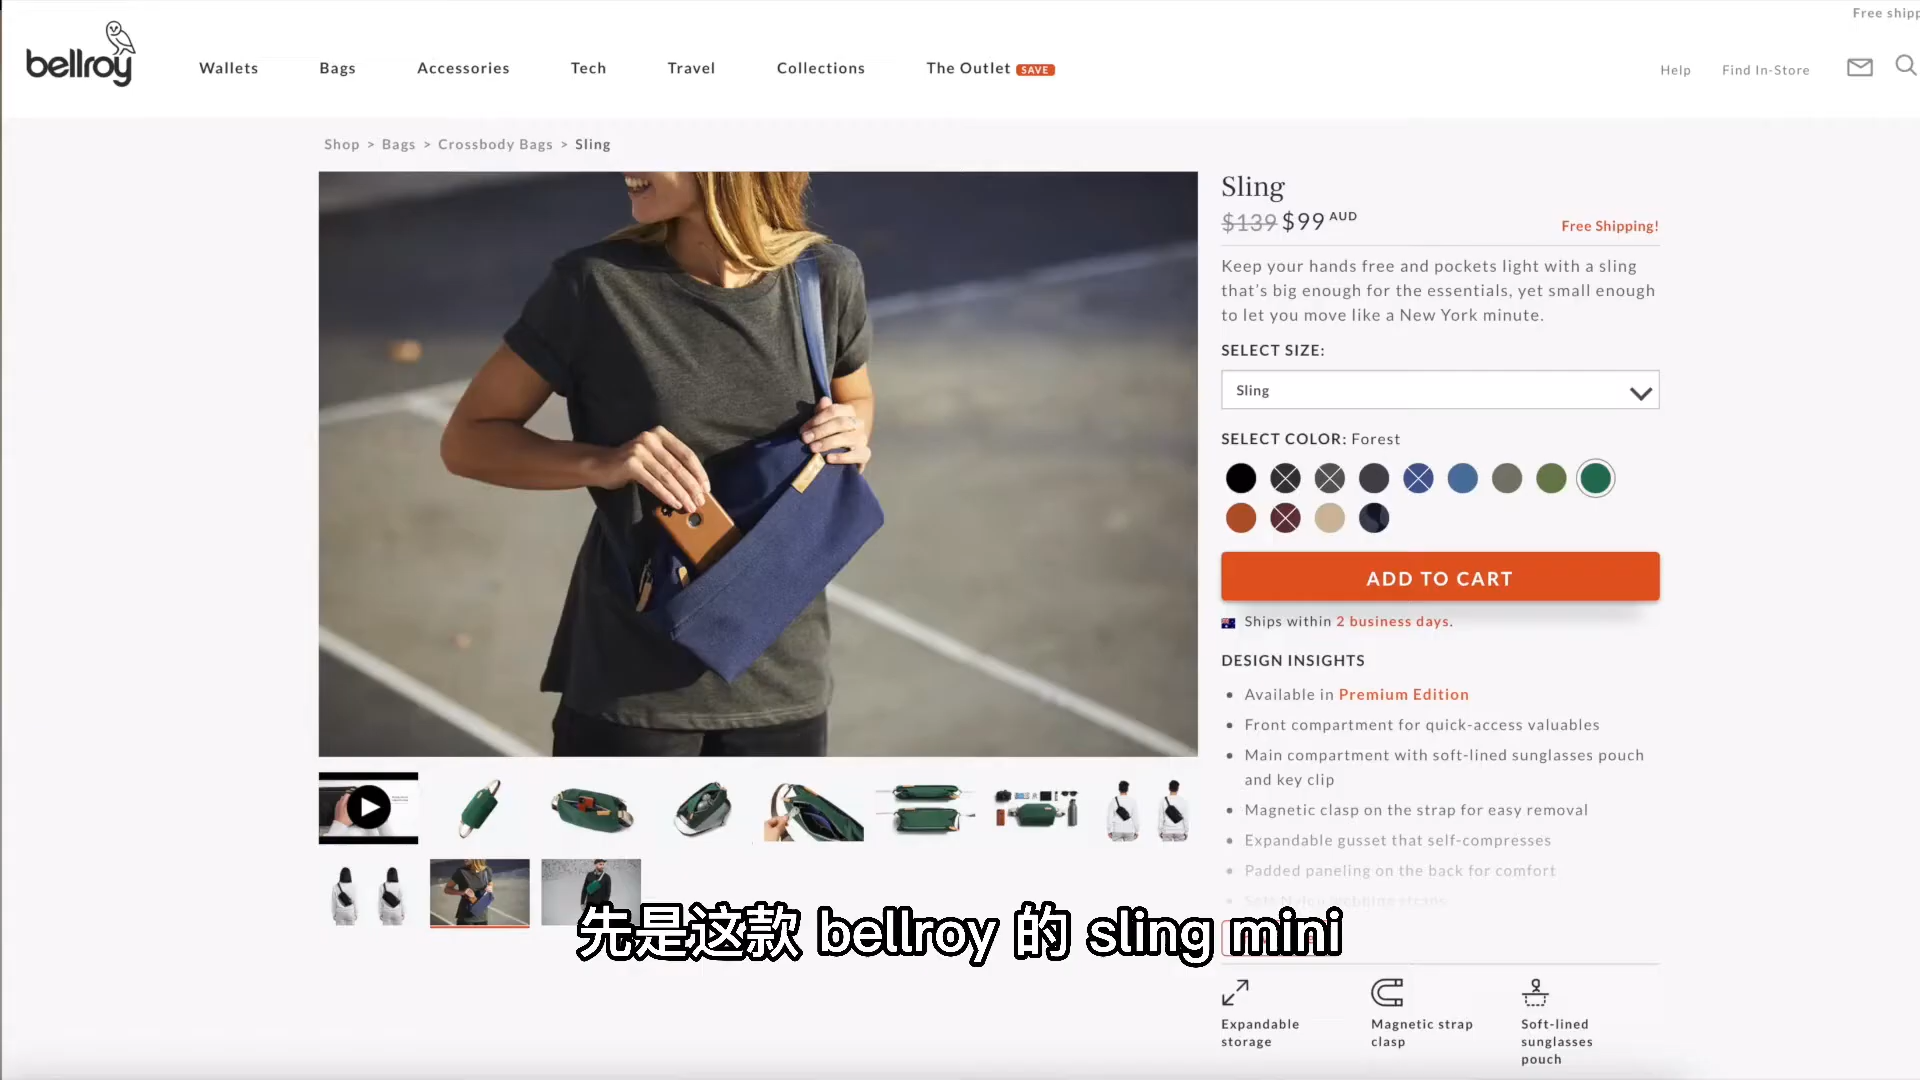 Free shipp
bellroy
Wallets
Bags
Accessories
Tech
Travel
Collections
The Outlet SAVE
Help
Find In-Store
Shop > Bags > Crossbody Bags > Sling
Sling
$139 $99 AUD
Free Shipping!
Keep your hands free and pockets light with a sling
that's big enough for the essentials, yet small enough
to let you move like a New York minute.
SELECT SIZE:
Sling
SELECT COLOR: Forest
ADD TO CART
Ships within 2 business days.
DESIGN INSIGHTS
• Available in Premium Edition
• Front compartment for quick-access valuables
• Main compartment with soft-lined sunglasses pouch
and key clip
• Magnetic clasp on the strap for easy removal
• Expandable gusset that self-compresses
• Padded paneling on the back for comfort
先是这款 bellroy 的 sling mini
Expandable
storage
Magnetic strap
clasp
Soft-lined
sunglasses
pouch